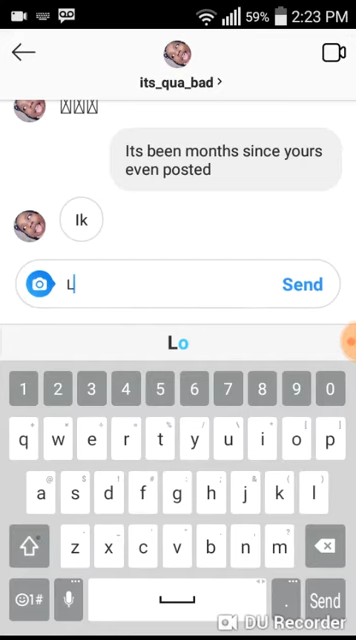 59% 2:23 PM
its_qua_bad >
Its been months since yours
even posted
Ik
L Send
Lo
1 2 3 4 5 6 7 8 9 0
q w e r t y u i o p
a s d f g h j k l
z x c v b n m
1# . Send
DU Recorder